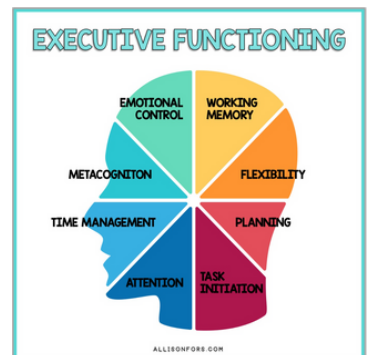 EXECUTIVE FUNCTIONING
EMOTIONAL
CONTROL
WORKING
MEMORY
METACOGNITON
FLEXIBILITY
TIME MANAGEMENT
PLANNING
ATTENTION
TASK
INITIATION
ALLISONFORS.COM